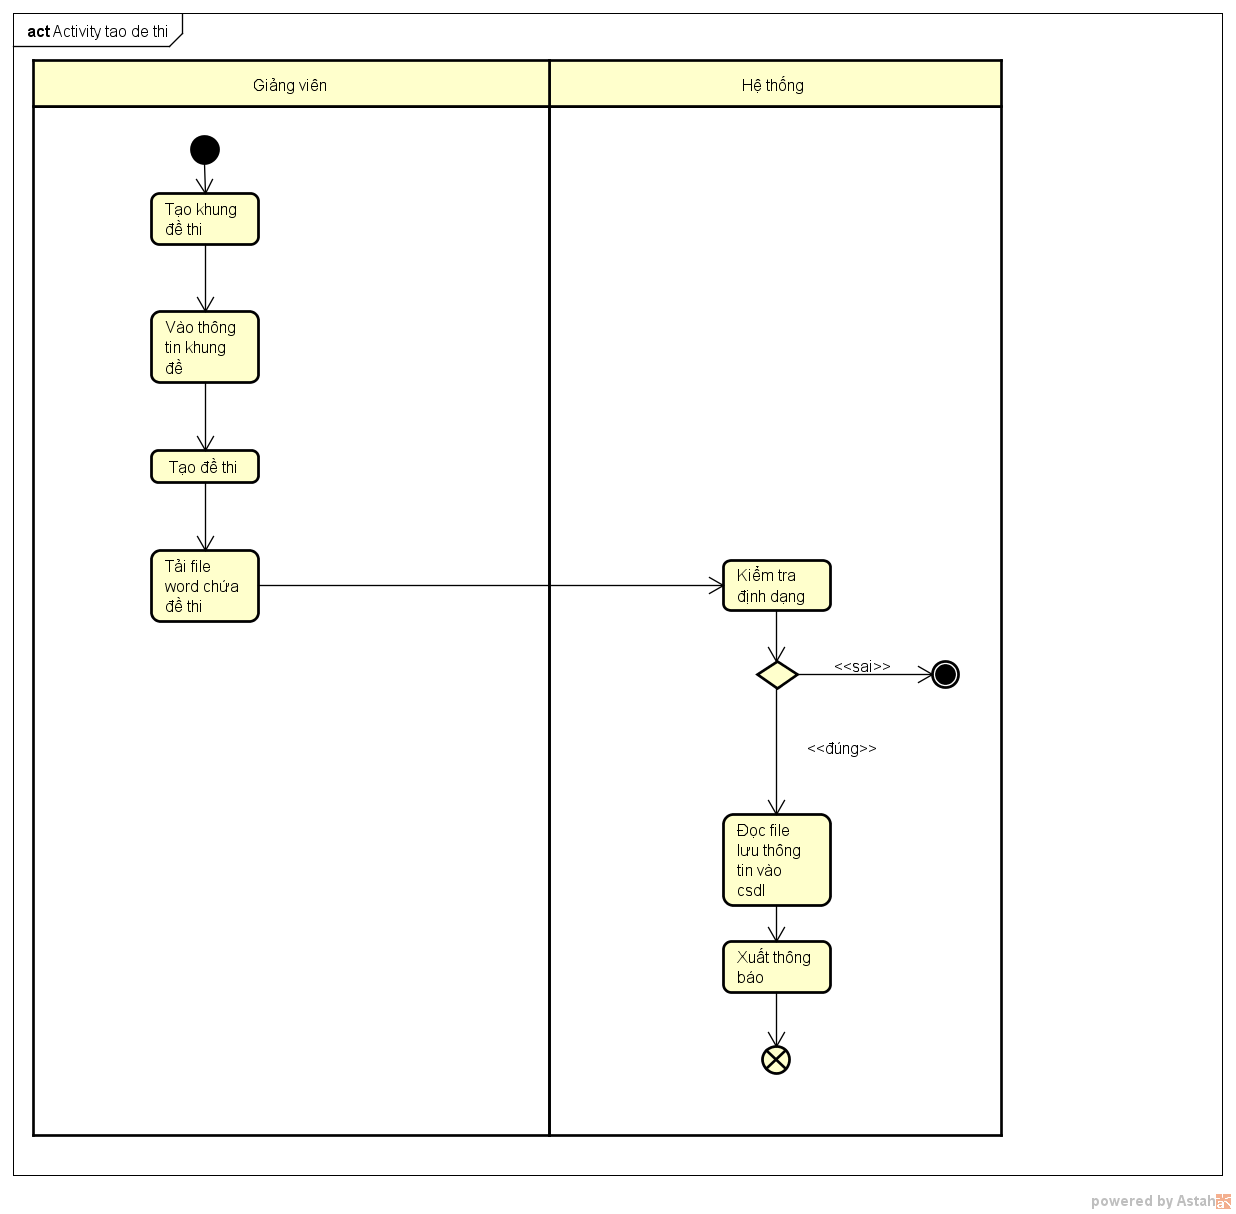 act Activity tao de thi
Giảng viên
Hệ thống
Tạo khung
đề thi
Vào thông
tin khung
đề
Tạo đề thi
Tải file
word chứa
đề thi
Kiểm tra
định dạng
<<sai>>
<<đúng>>
Đọc file
lưu thông
tin vào
csdl
Xuất thông
báo
powered by Astah